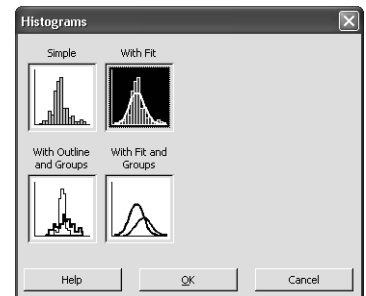 Histograms
Simple
With Fit
With Outline
and Groups
With Fit and
Groups
Help
OK
Cancel